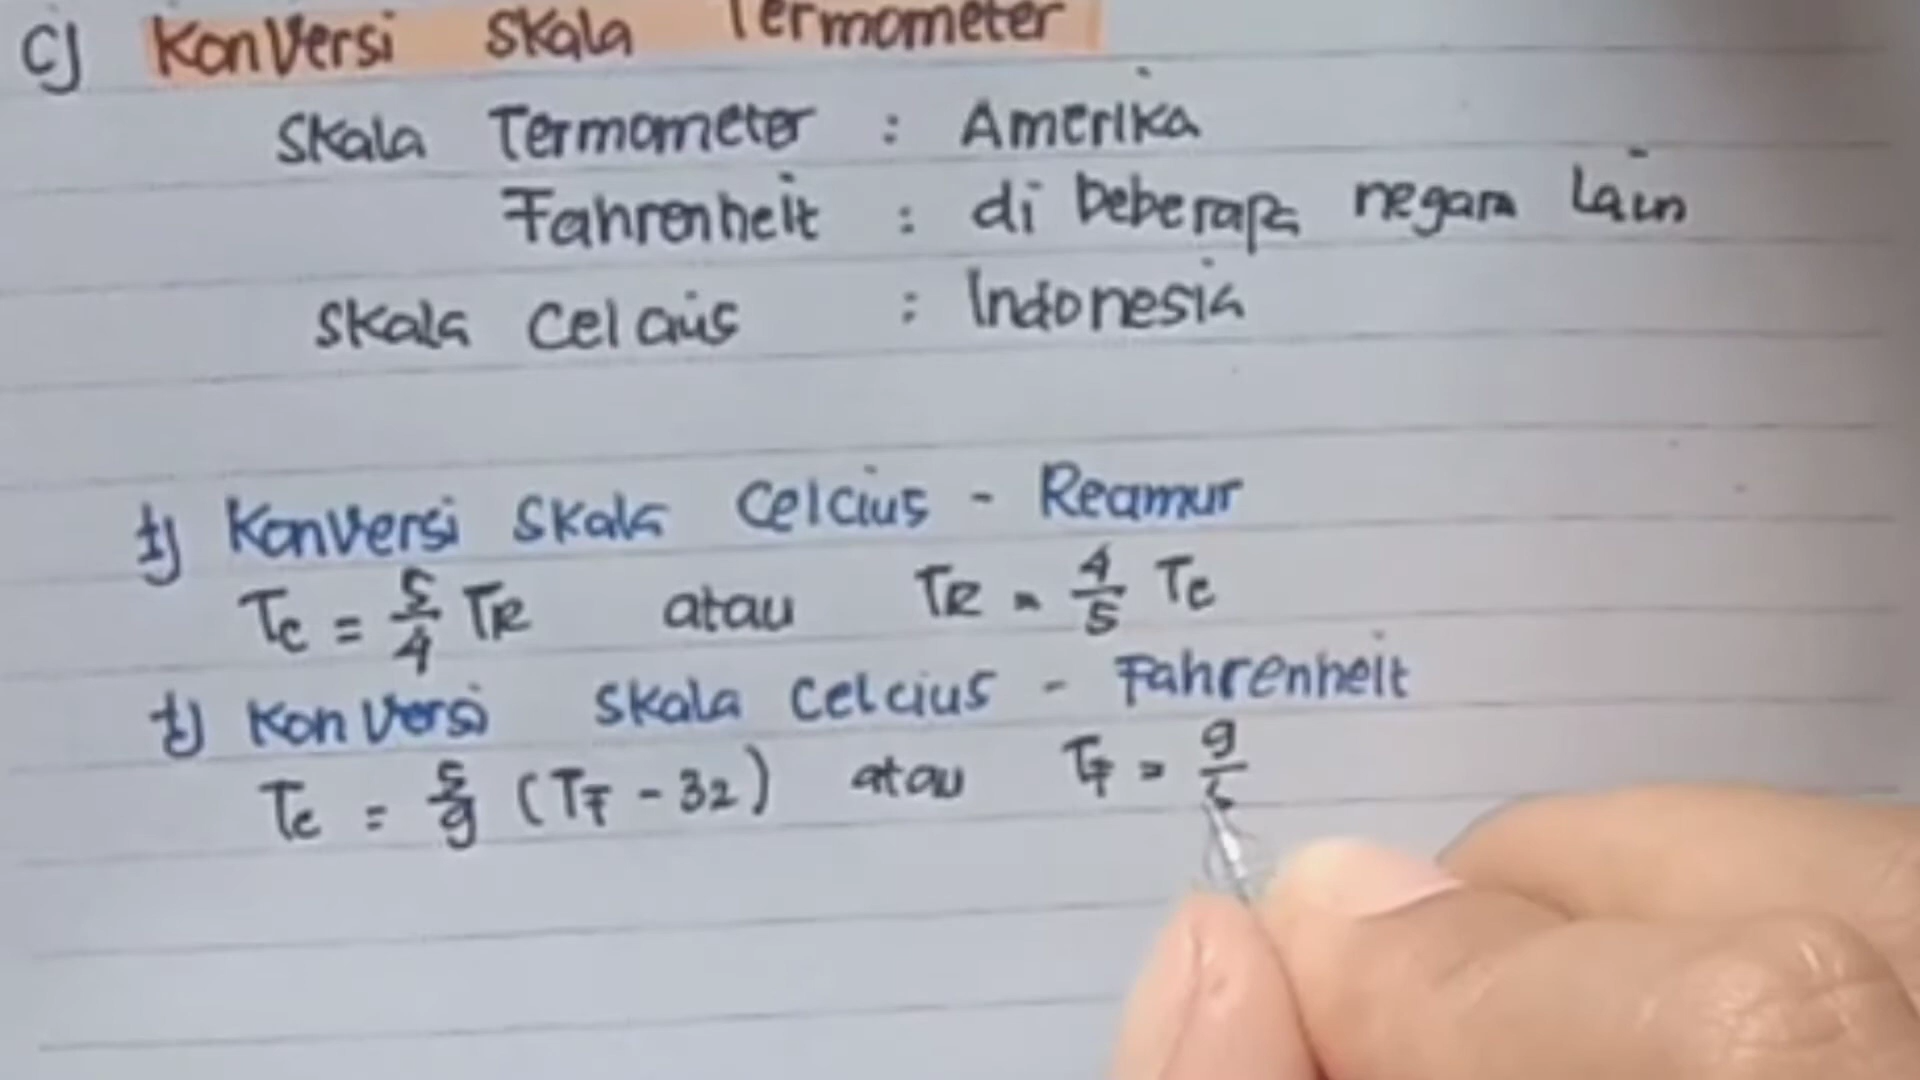 c) Konversi Skala Termometer
Skala Termometer : Amerika
Fahrenheit : di beberapa negara Lain
Skala Celcius : Indonesia
1) Konversi Skala Celcius - Reamur
Tc = 5/4 TR atau TR = 4/5 Tc
2) Konversi Skala Celcius - Fahrenheit
Tc = 5/9 (TF - 32) atau TF = 9/